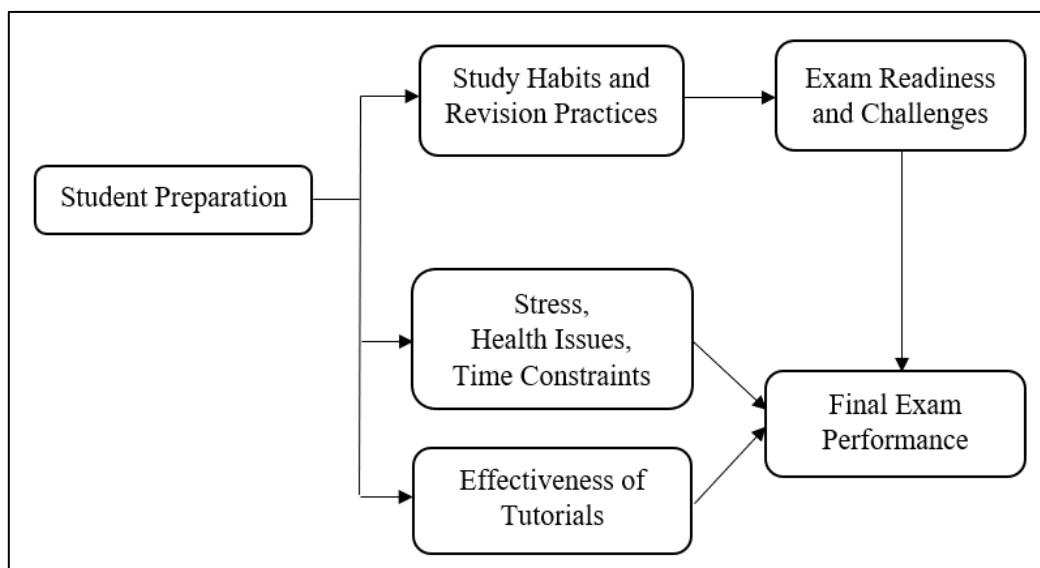 Study Habits and
Revision Practices
Exam Readiness
and Challenges
Student Preparation
Stress,
Health Issues,
Time Constraints
Final Exam
Performance
Effectiveness of
Tutorials